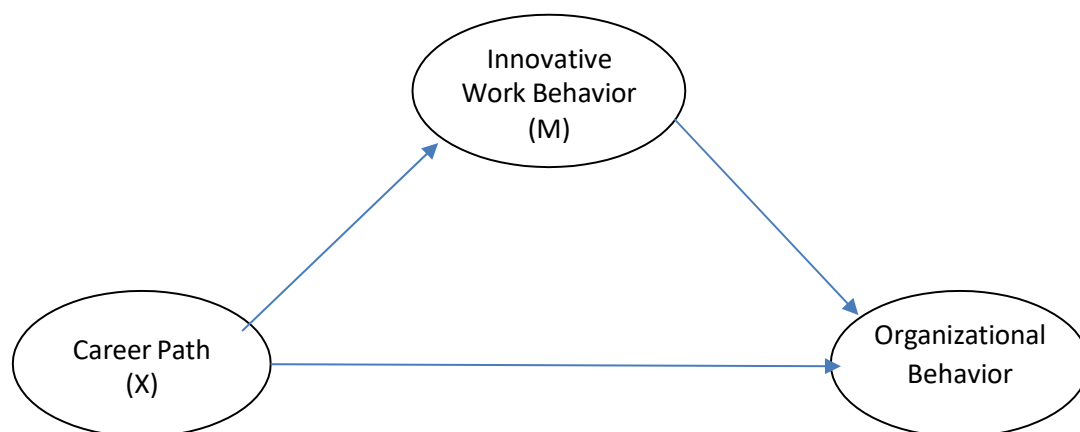 Innovative
Work Behavior
(M)
Career Path
(X)
Organizational
Behavior